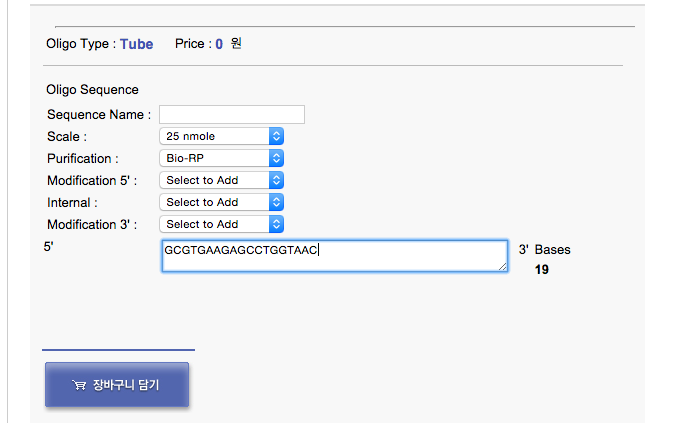 Oligo Type : Tube Price : 0 원
Oligo Sequence
Sequence Name :
Scale : 25 nmole
Purification : Bio-RP
Modification 5' : Select to Add
Internal : Select to Add
Modification 3' : Select to Add
5' GCGTGAAGAGCCTGGTAAC 3' Bases
19
장바구니 담기